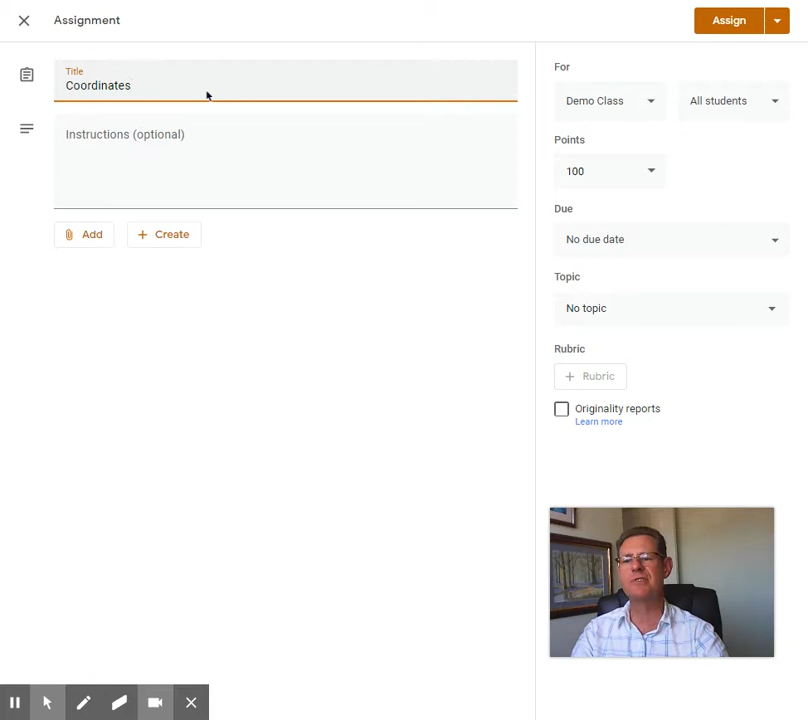 Assignment
Assign
Title
Coordinates
Instructions (optional)
Add
Create
For
Demo Class
All students
Points
100
Due
No due date
Topic
No topic
Rubric
+ Rubric
Originality reports
Learn more